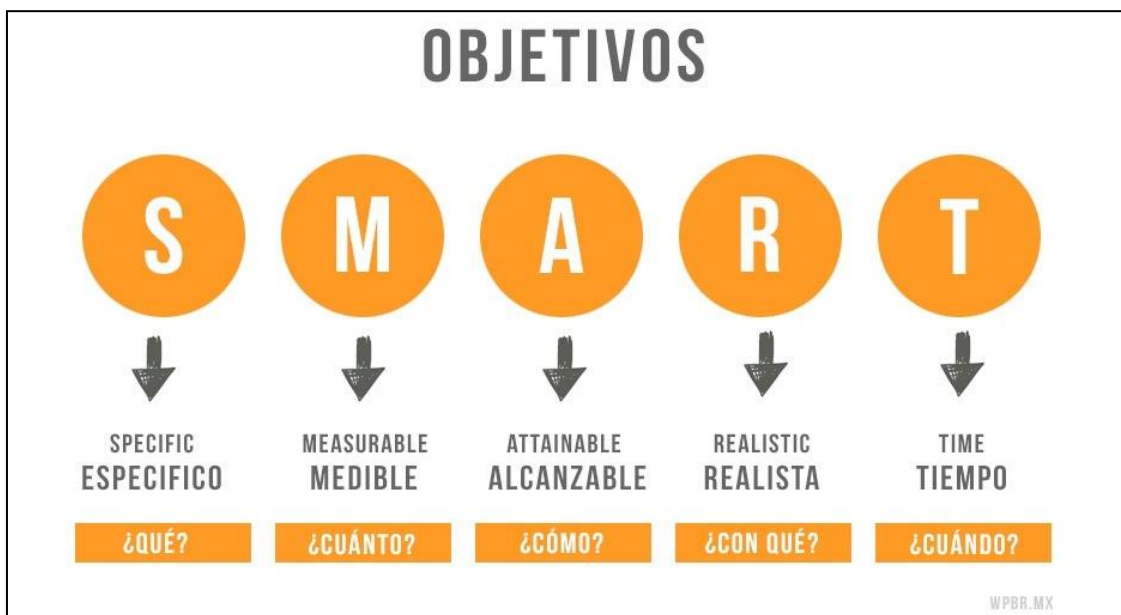 OBJETIVOS
S M A R T
SPECIFIC MEASURABLE ATTAINABLE REALISTIC TIME
ESPECIFICO MEDIBLE ALCANZABLE REALISTA TIEMPO
¿QUÉ? ¿CUÁNTO? ¿CÓMO? ¿CON QUÉ? ¿CUÁNDO?
WPBR.MX